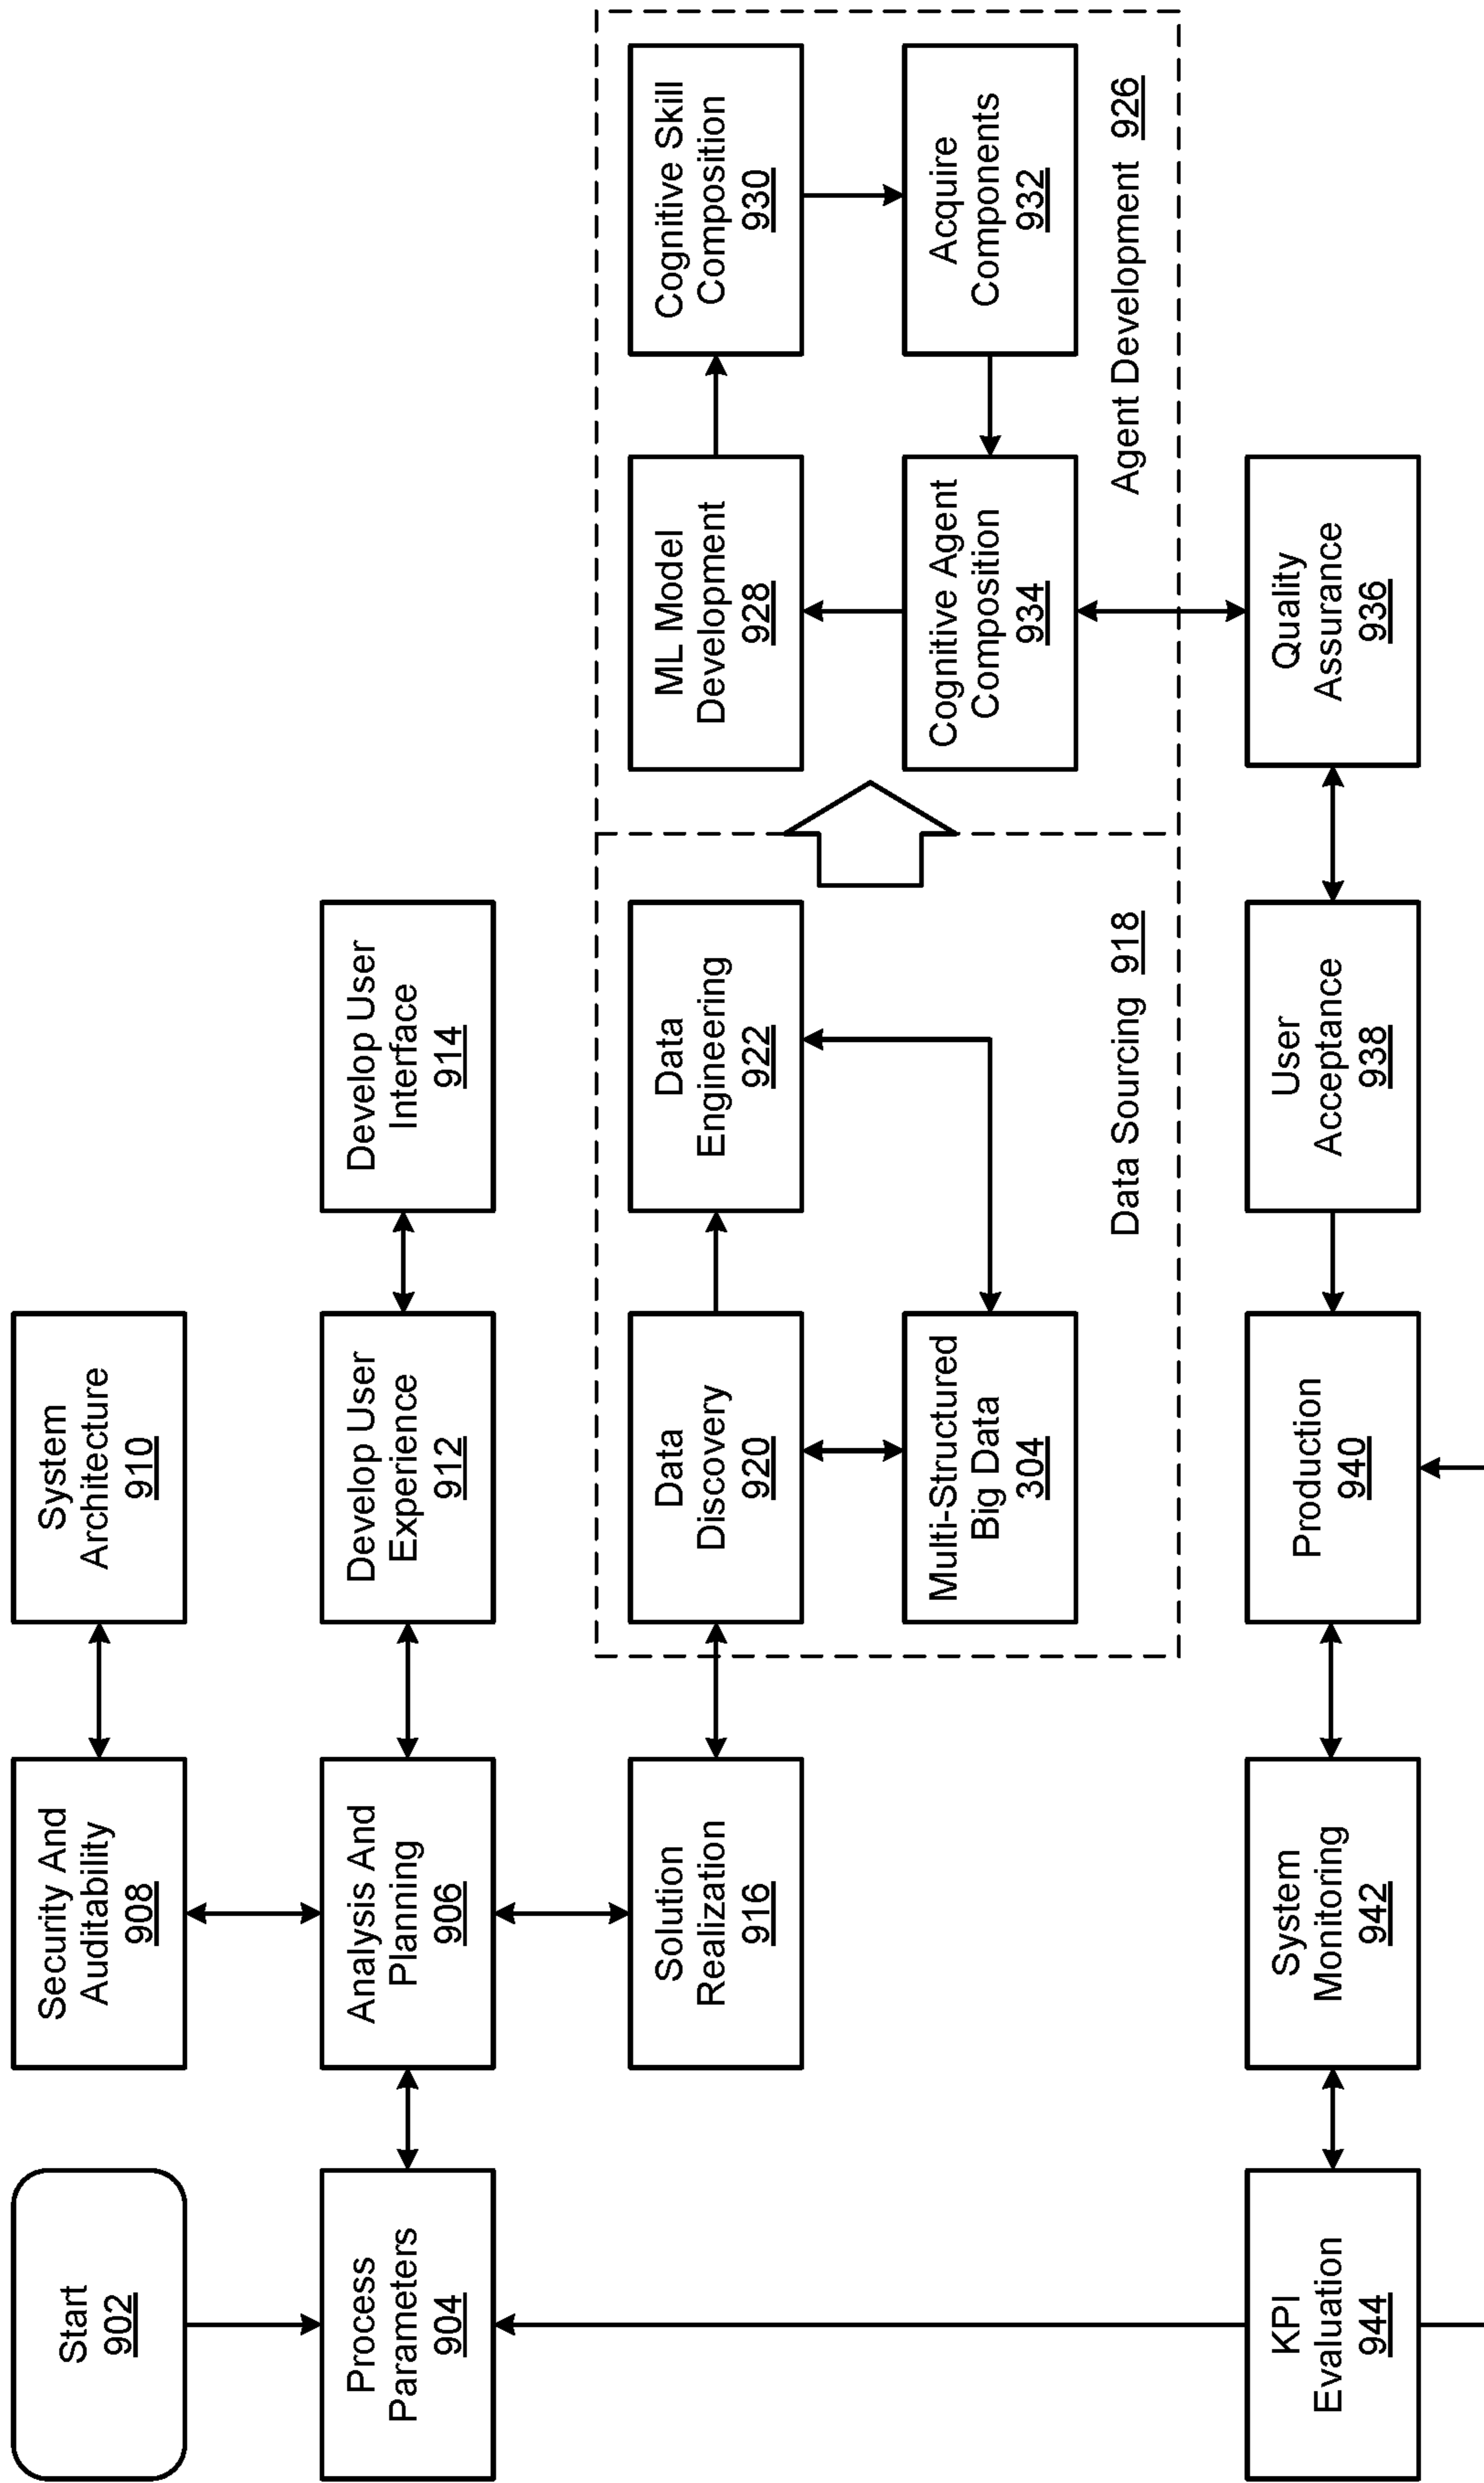 Start
902
Security And
Auditability
908
System
Architecture
910
Process
Parameters
904
Analysis And
Planning
906
Develop User
Experience
912
Develop User
Interface
914
Solution
Realization
916
Data
Discovery
920
Data
Engineering
922
ML Model
Development
928
Cognitive Skill
Composition
930
Multi-Structured
Big Data
304
Cognitive Agent
Composition
934
Acquire
Components
932
Data Sourcing 918
Agent Development 926
KPI
Evaluation
944
System
Monitoring
942
Production
940
User
Acceptance
938
Quality
Assurance
936